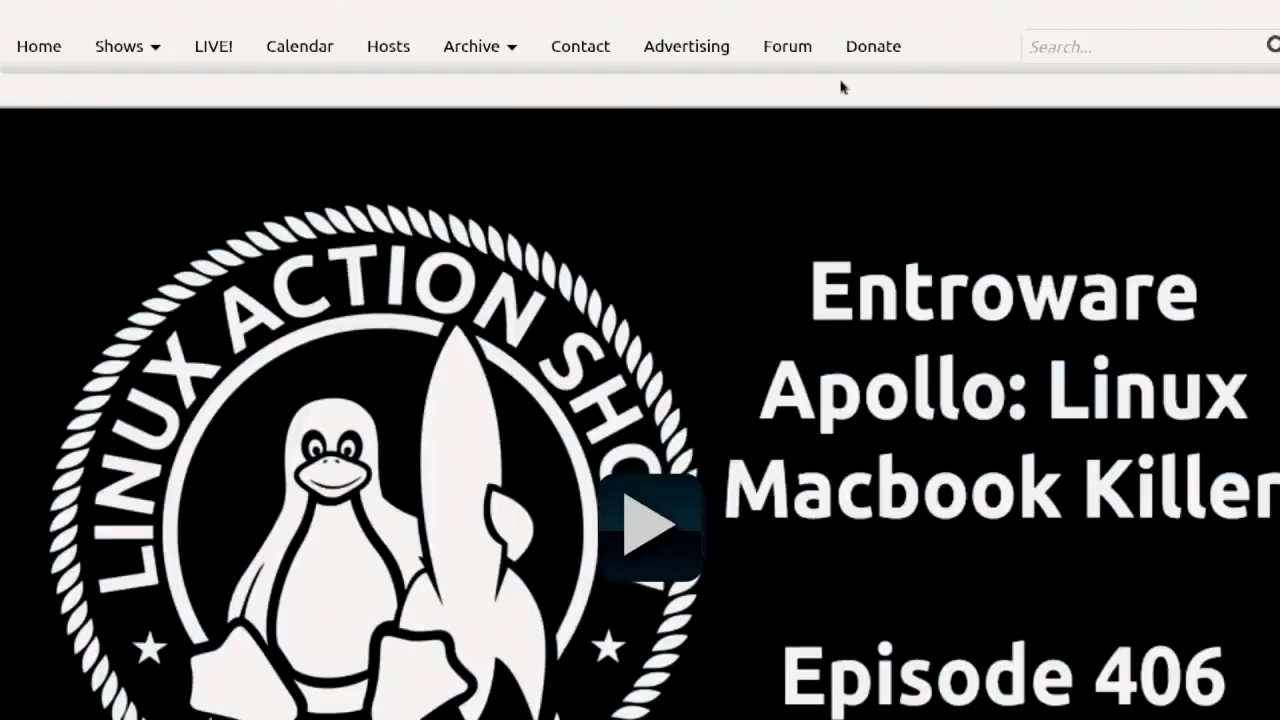 Home Shows LIVE! Calendar Hosts Archive Contact Advertising Forum Donate Search...
LINUX ACTION SHO
Entroware
Apollo: Linux
Macbook Killer
Episode 406